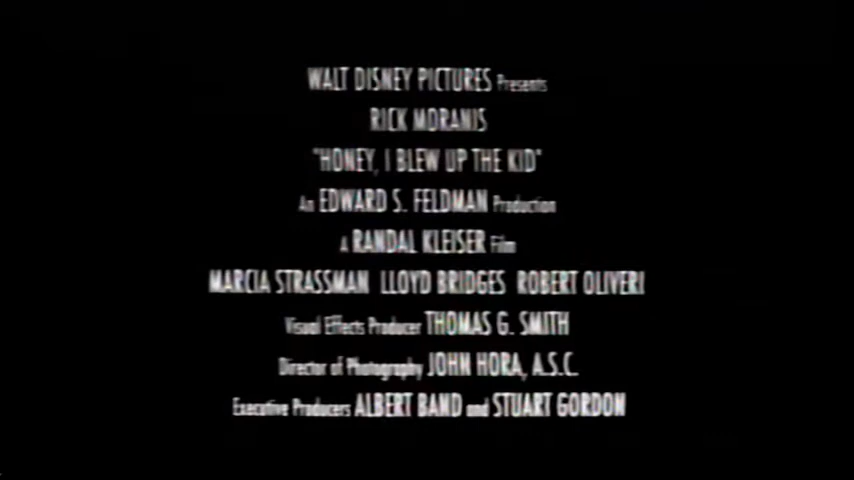 WALT DISNEY PICTURES Presents
RICK MORANIS
"HONEY, I BLEW UP THE KID"
An EDWARD S. FELDMAN Production
A RANDAL KLEISER Film
MARCIA STRASSMAN LLOYD BRIDGES ROBERT OLIVERI
Visual Effects Producer THOMAS G. SMITH
Director of Photography JOHN HORA, A.S.C.
Executive Producers ALBERT BAND and STUART GORDON